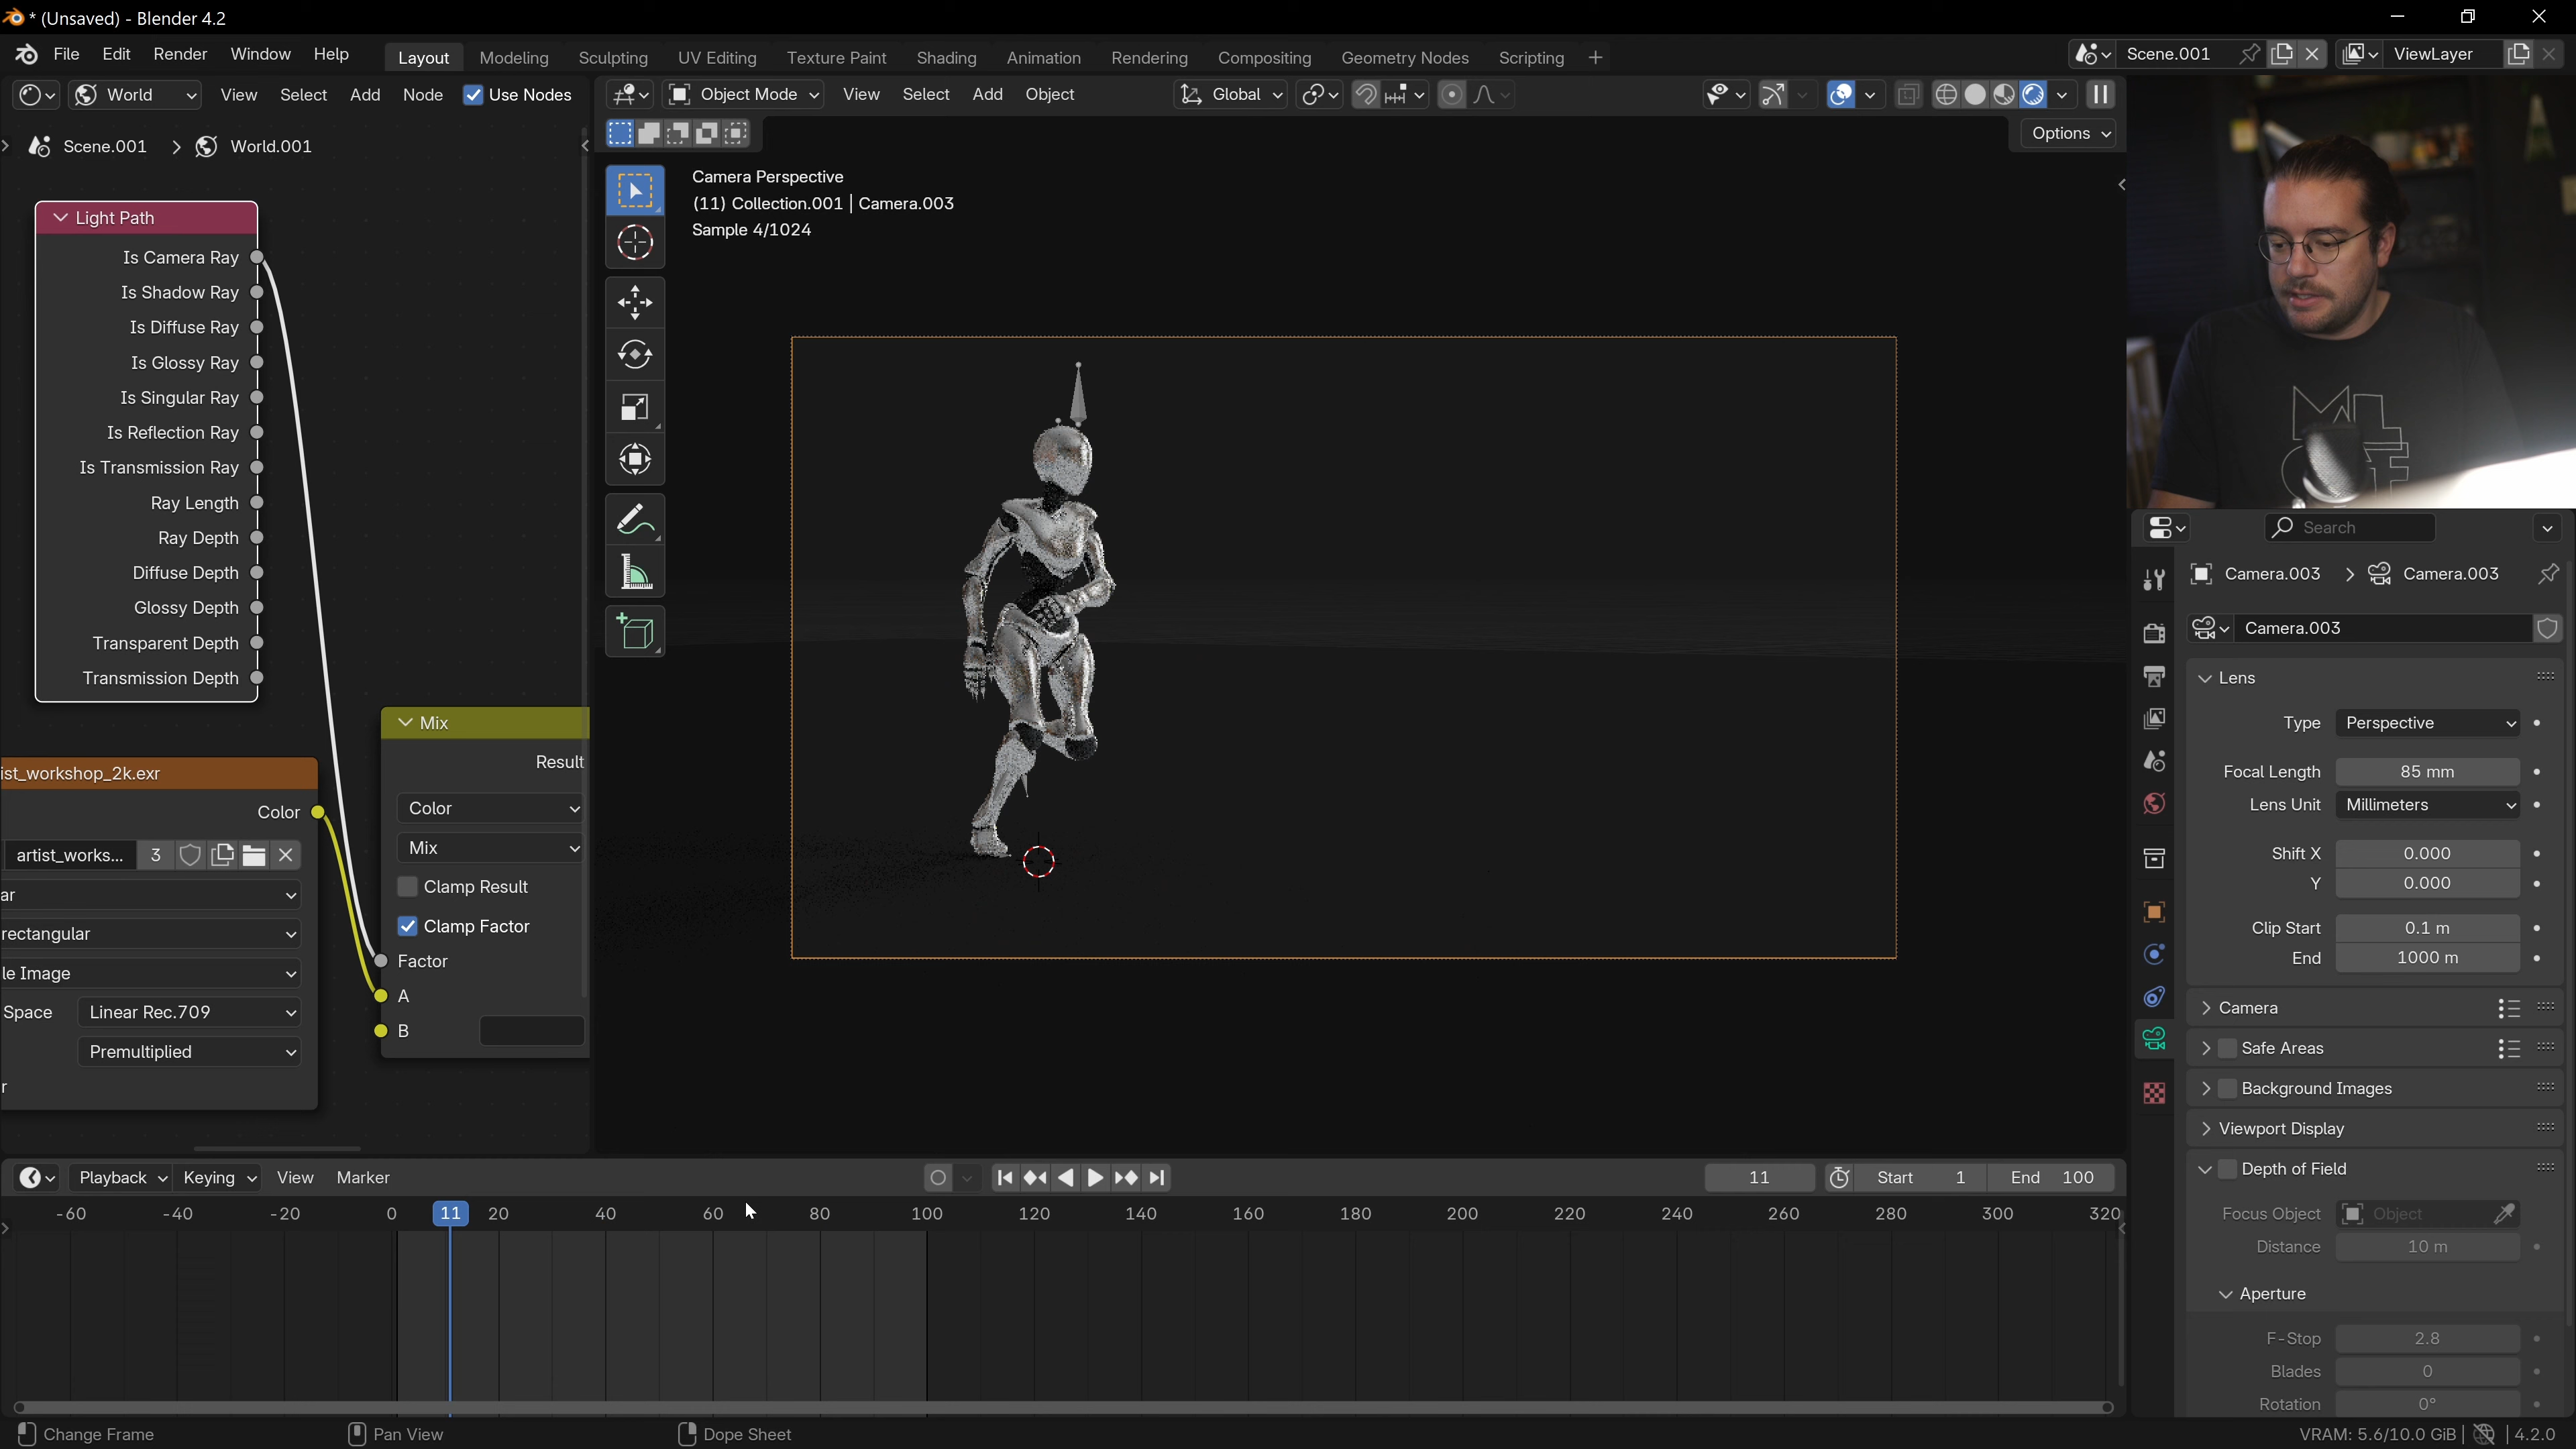 * (Unsaved) - Blender 4.2
File Edit Render Window Help Layout Modeling Sculpting UV Editing Texture Paint Shading Animation Rendering Compositing Geometry Nodes Scripting + Scene.001 ViewLayer
World View Select Add Node Use Nodes
Object Mode View Select Add Object Global
Options
Scene.001 > World.001
Light Path
Is Camera Ray
Is Shadow Ray
Is Diffuse Ray
Is Glossy Ray
Is Singular Ray
Is Reflection Ray
Is Transmission Ray
Ray Length
Ray Depth
Diffuse Depth
Glossy Depth
Transparent Depth
Transmission Depth
Mix
Result
Color
Mix
Clamp Result
Clamp Factor
Factor
A
B
ist_workshop_2k.exr
Color
artist_works... 3
ar
rectangular
le Image
Space Linear Rec.709
Premultiplied
r
Camera Perspective
(11) Collection.001 | Camera.003
Sample 4/1024
Search
Camera.003 > Camera.003
Camera.003
Lens
Type Perspective
Focal Length 85 mm
Lens Unit Millimeters
Shift X 0.000
Y 0.000
Clip Start 0.1 m
End 1000 m
Camera
Safe Areas
Background Images
Viewport Display
Depth of Field
Focus Object Object
Distance 10 m
Aperture
F-Stop 2.8
Blades 0
Rotation 0°
Playback Keying View Marker 11 Start 1 End 100
-60 -40 -20 0 11 20 40 60 80 100 120 140 160 180 200 220 240 260 280 300 320
Change Frame Pan View Dope Sheet VRAM: 5.6/10.0 GiB | 4.2.0